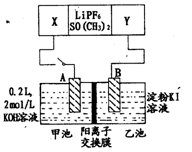 X LiPF₆ Y
SO(CH₃)₂
A B
0.2L,
2mol/L
KOH溶液
淀粉KI
溶液
甲池 阳离子 乙池
交换膜